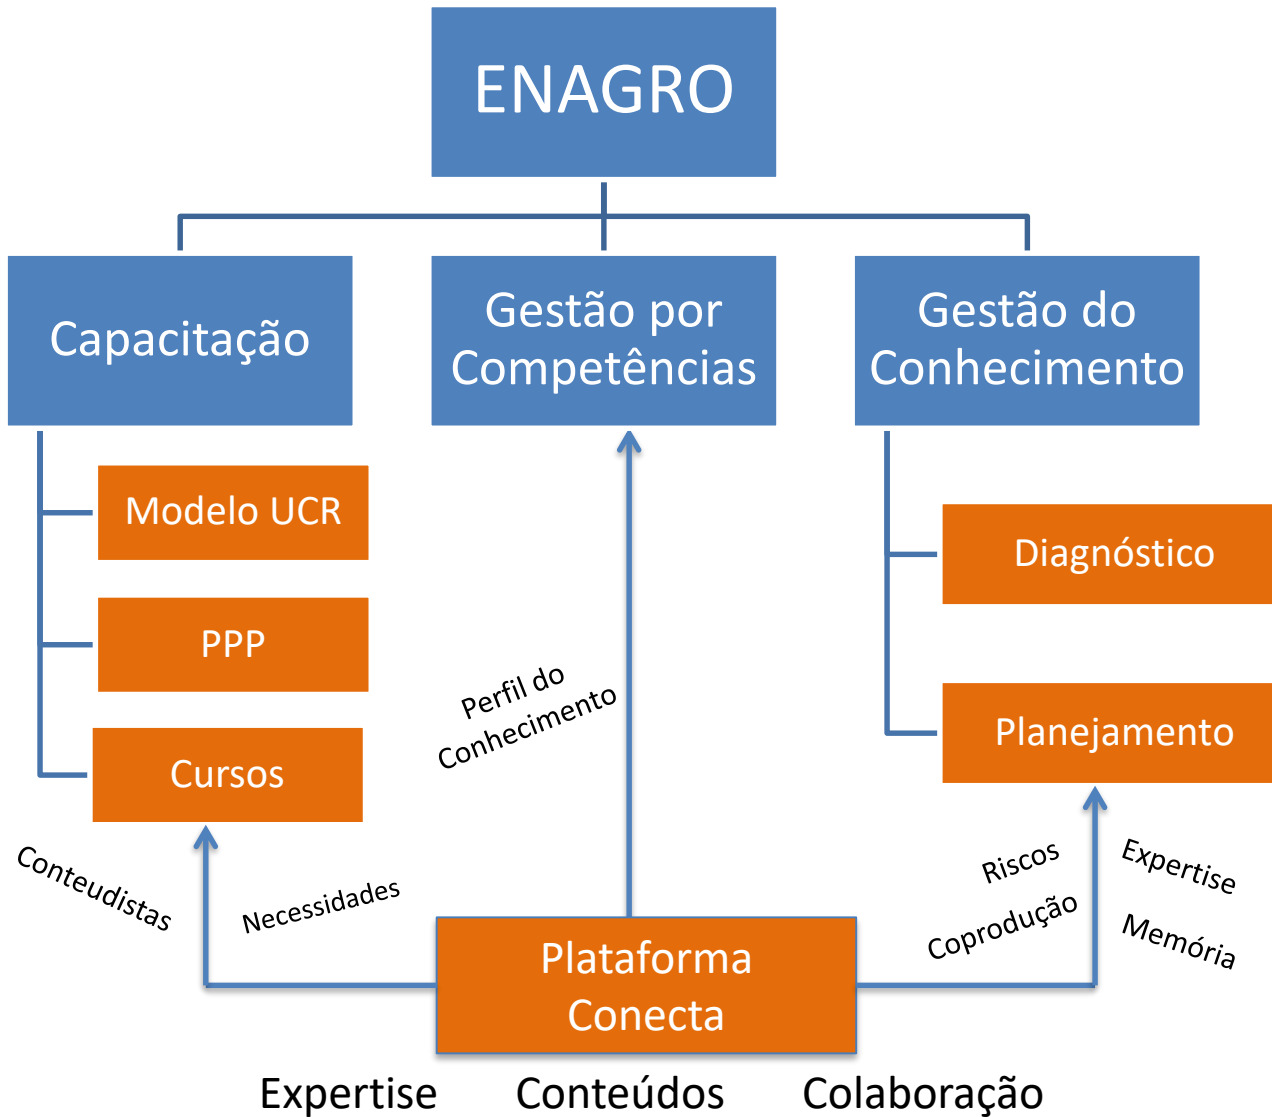 ENAGRO
Capacitação
Gestão por
Competências
Gestão do
Conhecimento
Modelo UCR
PPP
Cursos
Diagnóstico
Planejamento
Perfil do
Conhecimento
Conteudistas
Necessidades
Riscos
Expertise
Coprodução
Memória
Plataforma
Conecta
Expertise Conteúdos Colaboração